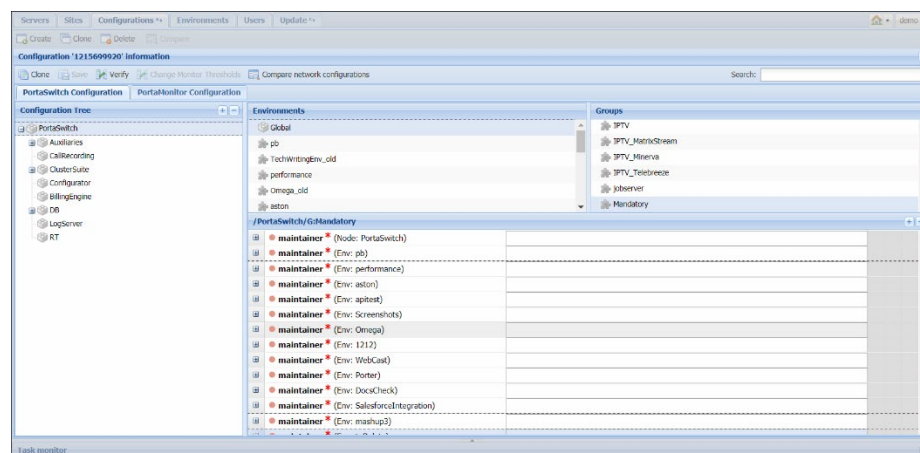 Servers Sites Configurations Environments Users Update demo
Create Clone Delete Compare
Configuration '1215699920' information
Clone Save Verify Change Monitor Thresholds Compare network configurations Search:
PortaSwitch Configuration PortaMonitor Configuration
Configuration Tree
PortaSwitch
Auxiliaries
CallRecording
ClusterSuite
Configurator
BillingEngine
DB
LogServer
RT
Environments
Global
pb
TechWritingEnv_old
performance
Omega_old
aston
Groups
IPTV
IPTV_MatrixStream
IPTV_Minerva
IPTV_Telebreeze
jobserver
Mandatory
/PortaSwitch/G:Mandatory
maintainer * (Node: PortaSwitch)
maintainer * (Env: pb)
maintainer * (Env: performance)
maintainer * (Env: aston)
maintainer * (Env: apitest)
maintainer * (Env: Screenshots)
maintainer * (Env: Omega)
maintainer * (Env: 1212)
maintainer * (Env: WebCast)
maintainer * (Env: Porter)
maintainer * (Env: DocsCheck)
maintainer * (Env: SalesforceIntegration)
maintainer * (Env: mashup3)
Task monitor